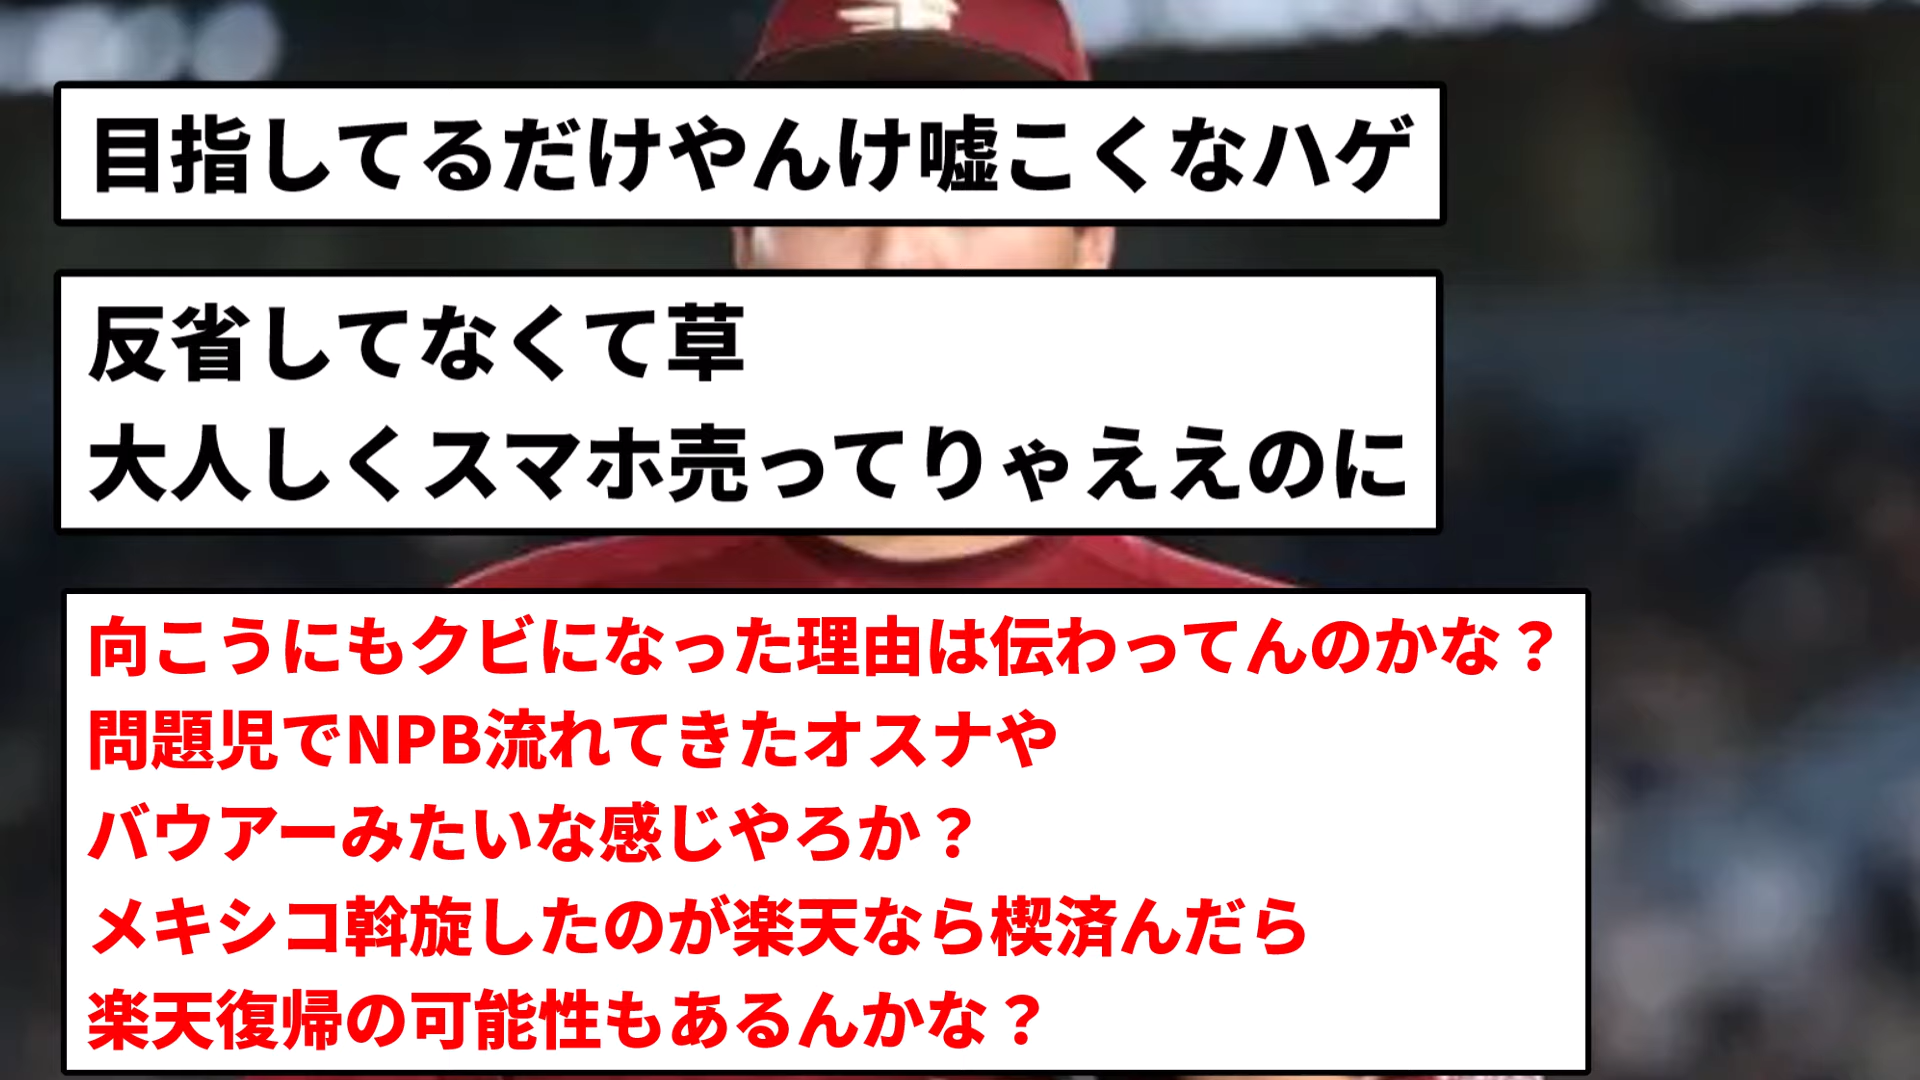 目指してるだけやんけ嘘こくなハゲ
反省してなくて草
大人しくスマホ売ってりゃええのに
向こうにもクビになった理由は伝わってんのかな？
問題児でNPB流れてきたオスナや
バウアーみたいな感じやろか？
メキシコ斡旋したのが楽天なら楔済んだら
楽天復帰の可能性もあるんかな？